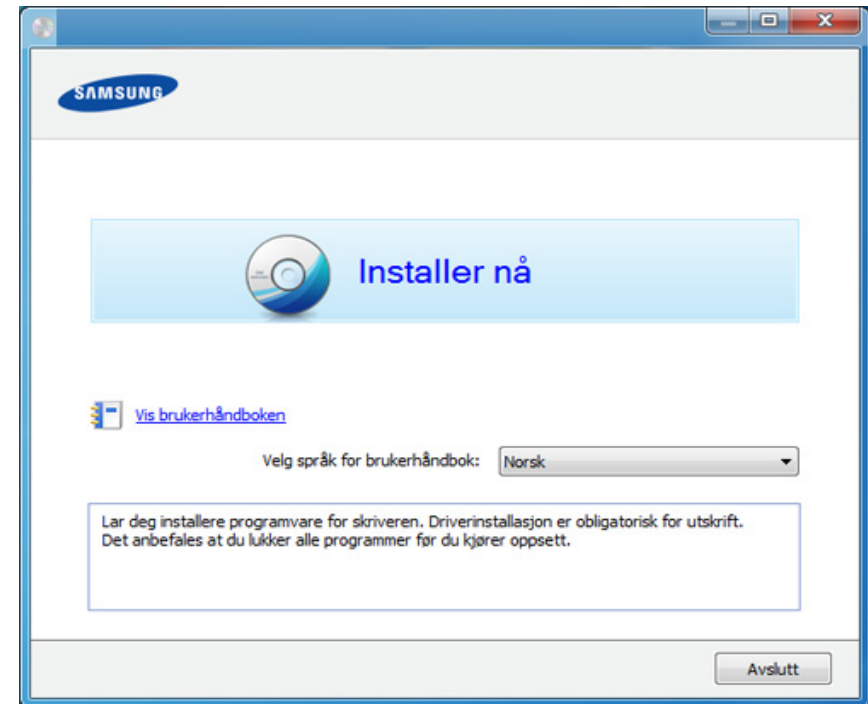 SAMSUNG
Installer nå
Vis brukerhåndboken
Velg språk for brukerhåndbok: Norsk
Lar deg installere programvare for skriveren. Driverinstallasjon er obligatorisk for utskrift.
Det anbefales at du lukker alle programmer før du kjører oppsett.
Avslutt